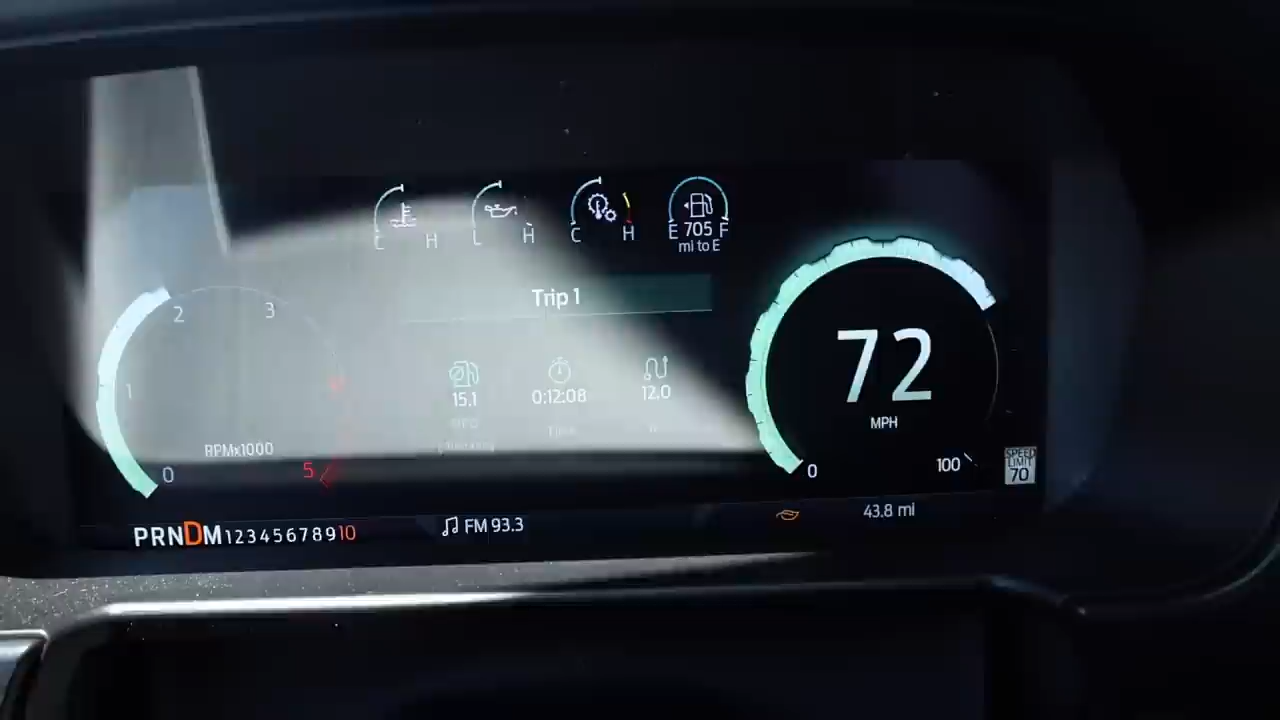 C H
L H
C H
E 705 F
mi to E
Trip 1
0 1 2 3 5
RPMx1000
15.1
0:12:08
12.0
72
MPH
0 100
SPEED
LIMIT
70
PRNDM12345678910
FM 93.3
43.8 mi